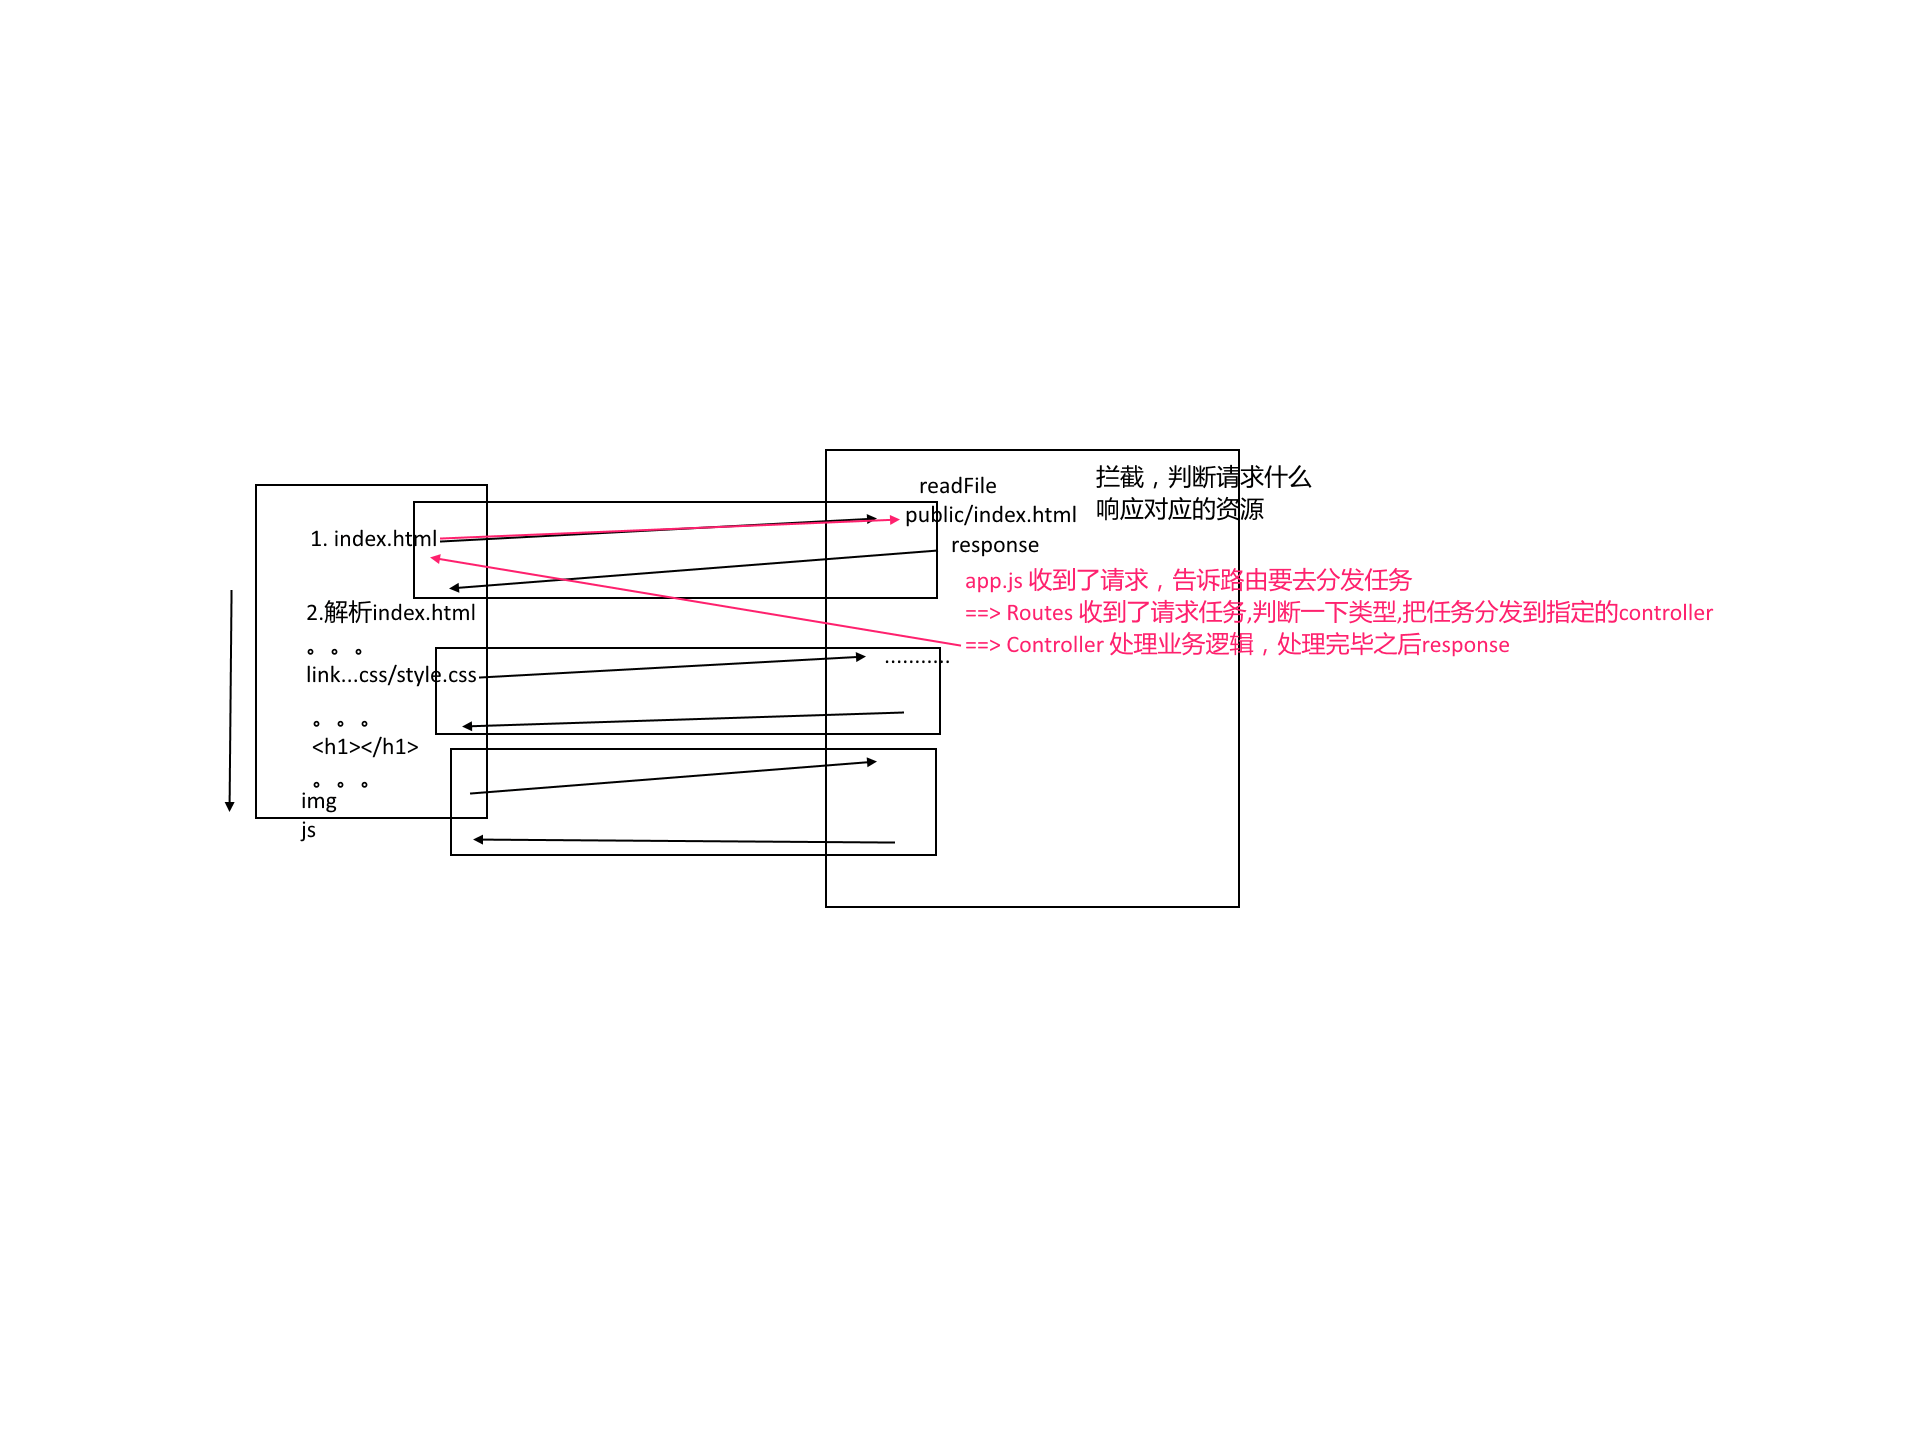 1. index.html
2.解析index.html
。。。
link...css/style.css
。。。
<h1></h1>
。。。
img
js
readFile
public/index.html
response
拦截，判断请求什么
响应对应的资源
app.js 收到了请求，告诉路由要去分发任务
==> Routes 收到了请求任务,判断一下类型,把任务分发到指定的controller
==> Controller 处理业务逻辑，处理完毕之后response
...........